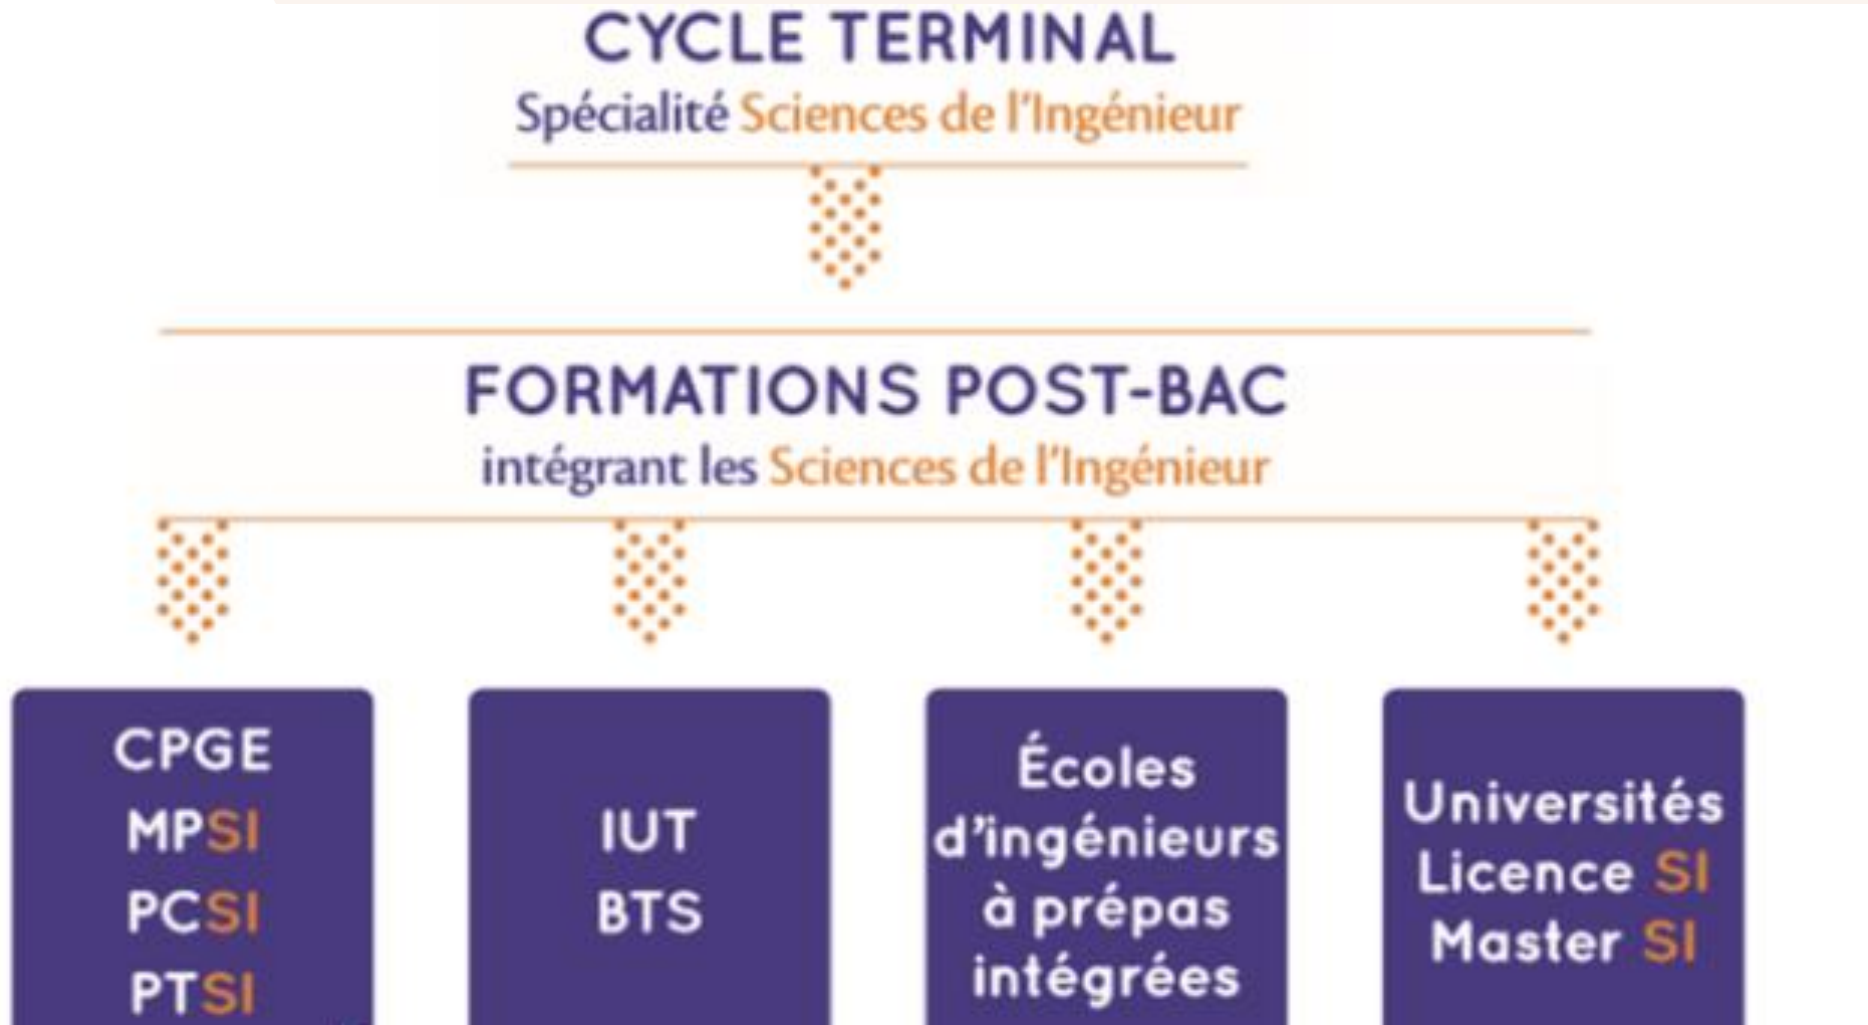 CYCLE TERMINAL
Spécialité Sciences de l'Ingénieur
FORMATIONS POST-BAC
intégrant les Sciences de l'Ingénieur
CPGE
MPSI
PCSI
PTSI
IUT
BTS
Écoles
d'ingénieurs
à prépas
intégrées
Universités
Licence SI
Master SI